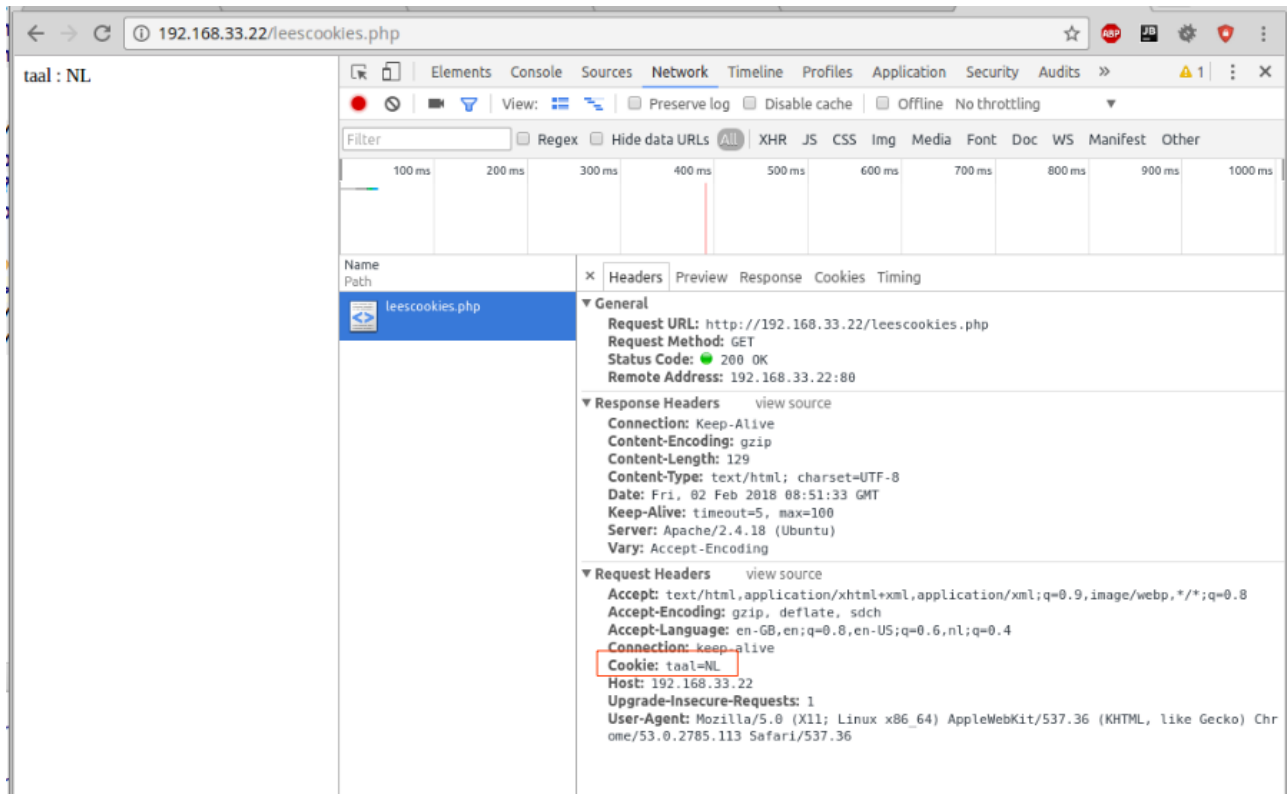 192.168.33.22/leescookies.php
ABP
JB
taal : NL
Elements Console Sources Network Timeline Profiles Application Security Audits » 1
View: Preserve log Disable cache Offline No throttling
Filter Regex Hide data URLs All XHR JS CSS Img Media Font Doc WS Manifest Other
100 ms 200 ms 300 ms 400 ms 500 ms 600 ms 700 ms 800 ms 900 ms 1000 ms
Name
Path
leescookies.php
× Headers Preview Response Cookies Timing
▼ General
Request URL: http://192.168.33.22/leescookies.php
Request Method: GET
Status Code: 200 OK
Remote Address: 192.168.33.22:80
▼ Response Headers view source
Connection: Keep-Alive
Content-Encoding: gzip
Content-Length: 129
Content-Type: text/html; charset=UTF-8
Date: Fri, 02 Feb 2018 08:51:33 GMT
Keep-Alive: timeout=5, max=100
Server: Apache/2.4.18 (Ubuntu)
Vary: Accept-Encoding
▼ Request Headers view source
Accept: text/html,application/xhtml+xml,application/xml;q=0.9,image/webp,*/*;q=0.8
Accept-Encoding: gzip, deflate, sdch
Accept-Language: en-GB,en;q=0.8,en-US;q=0.6,nl;q=0.4
Connection: keep-alive
Cookie: taal=NL
Host: 192.168.33.22
Upgrade-Insecure-Requests: 1
User-Agent: Mozilla/5.0 (X11; Linux x86_64) AppleWebKit/537.36 (KHTML, like Gecko) Chr
ome/53.0.2785.113 Safari/537.36